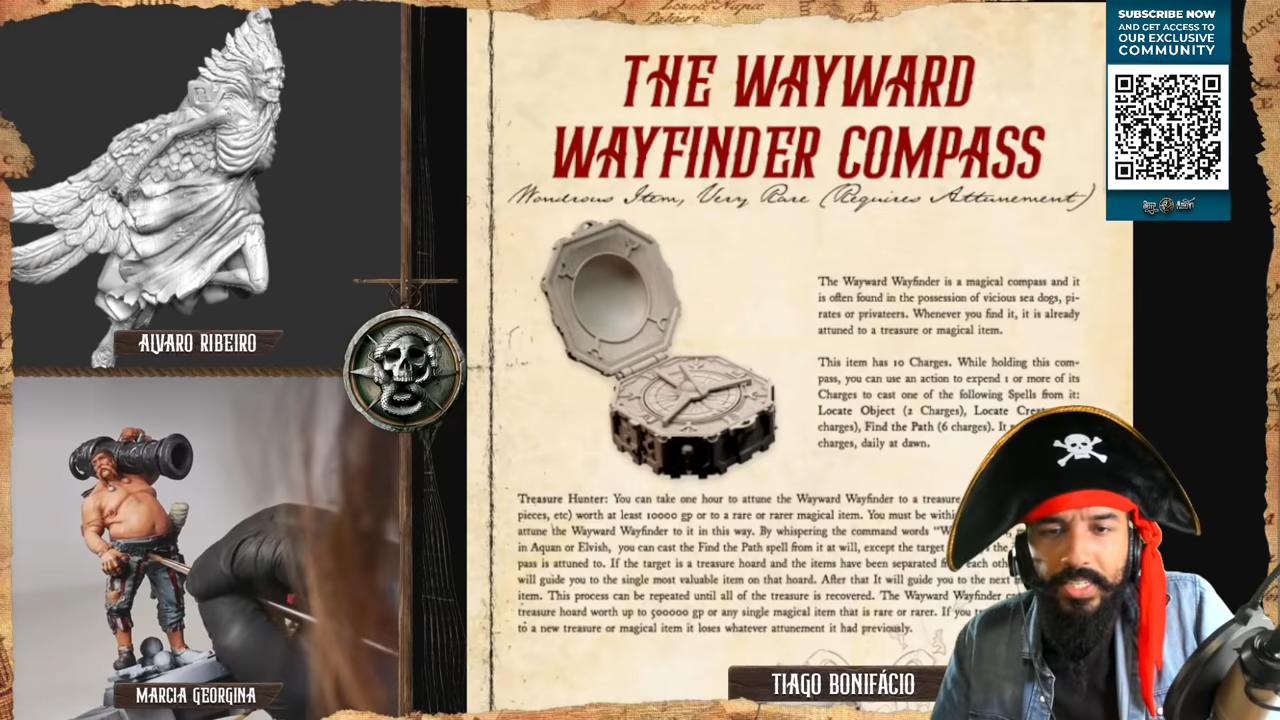 SUBSCRIBE NOW
AND GET ACCESS TO
OUR EXCLUSIVE
COMMUNITY
THE WAYWARD
WAYFINDER COMPASS
Wondrous Item, Very Rare (Requires Attunement)
The Wayward Wayfinder is a magical compass and it
is often found in the possession of vicious sea dogs, pi-
rates or privateers. Whenever you find it, it is already
attuned to a treasure or magical item.
This item has 10 Charges. While holding this com-
pass, you can use an action to expend 1 or more of its
Charges to cast one of the following Spells from it:
Locate Object (2 Charges), Locate
charges), Find the Path (6 charges). It
charges, daily at dawn.
Treasure Hunter: You can take one hour to attune the Wayward Wayfinder to a treasure
pieces, etc) worth at least 10000 gp or to a rare or rarer magical item. You must be
attune the Wayward Wayfinder to it in this way. By whispering the command words
in Aquan or Elvish, you can cast the Find the Path spell from it at will, except the target the
pass is attuned to. If the target is a treasure hoard and the items have been separated each
will guide you to the single most valuable item on that hoard. After that It will guide you to the next
item. This process can be repeated until all of the treasure is recovered. The Wayward Wayfinder
treasure hoard worth up to 500000 gp or any single magical item that is rare or rarer. If you
to a new treasure or magical item it loses whatever attunement it had previously.
ALVARO RIBEIRO
MARCIA GEORGINA
TIAGO BONIFÁCIO